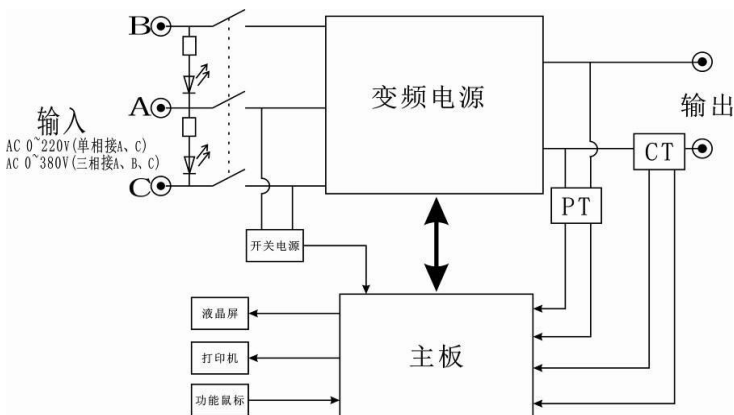 B
变频电源
输出
A
输入
AC 0~220V(单相接A、C)
AC 0~380V(三相接A、B、C)
CT
C
PT
开关电源
液晶屏
主板
打印机
功能鼠标